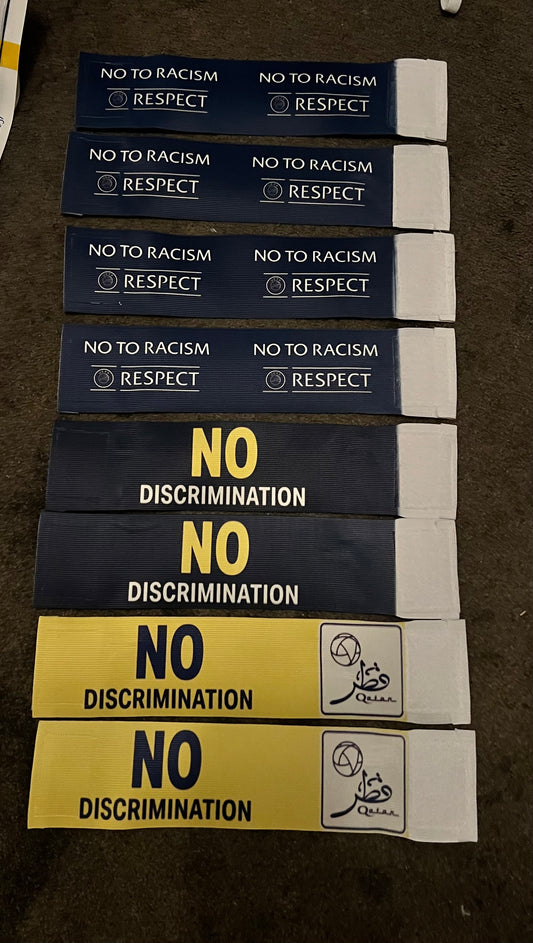 NO TO RACISM NO TO RACISM
RESPECT RESPECT
NO TO RACISM NO TO RACISM
RESPECT RESPECT
NO TO RACISM NO TO RACISM
RESPECT RESPECT
NO TO RACISM NO TO RACISM
RESPECT RESPECT
NO
DISCRIMINATION
NO
DISCRIMINATION
NO
DISCRIMINATION
قطر
Qatar
NO
DISCRIMINATION
قطر
Qatar